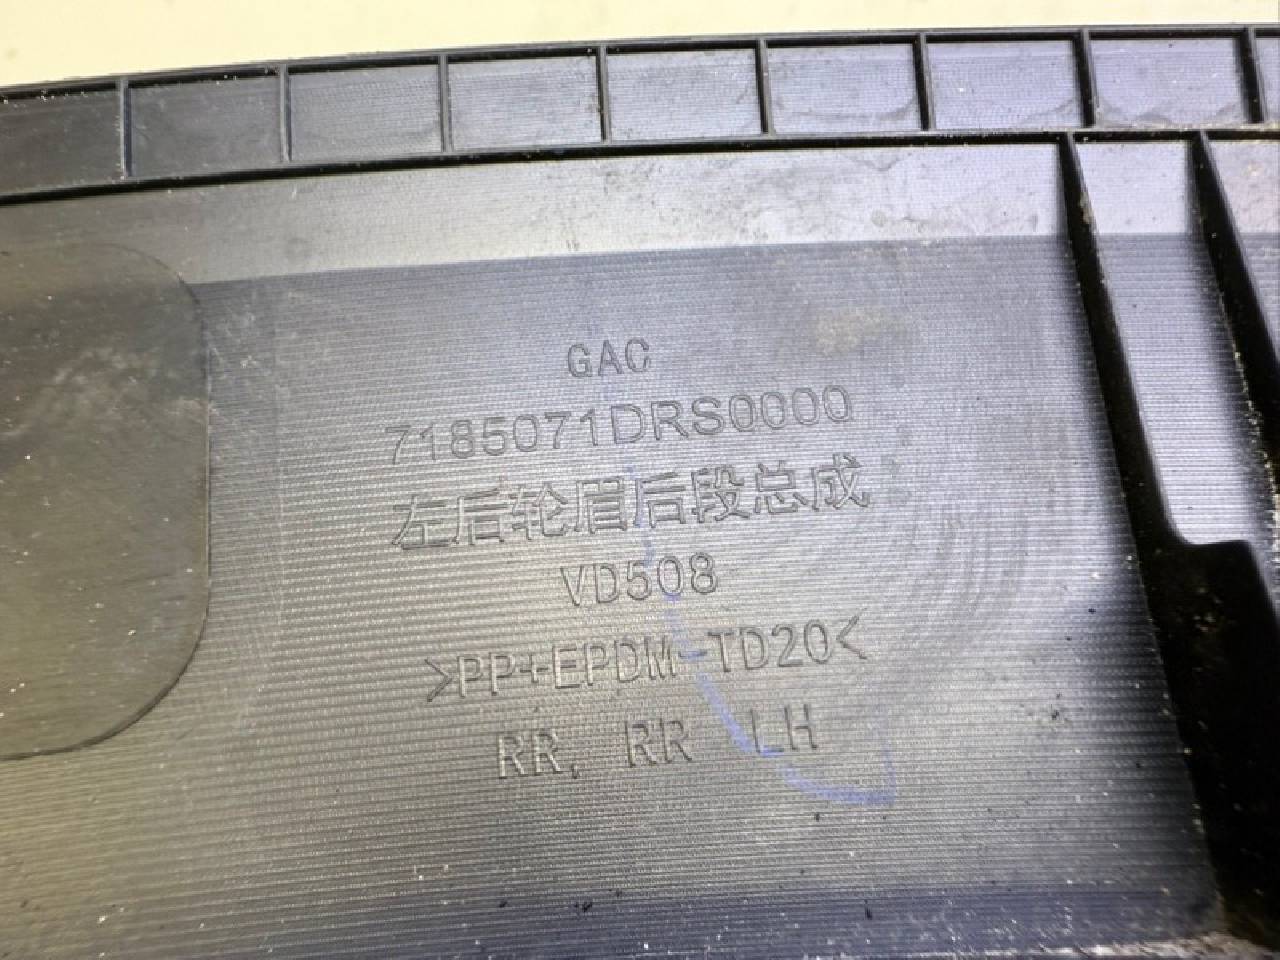 GAC
7185071DRS0000
左后轮眉后段总成
VD508
>PP+EPDM-TD20<
RR, RR LH